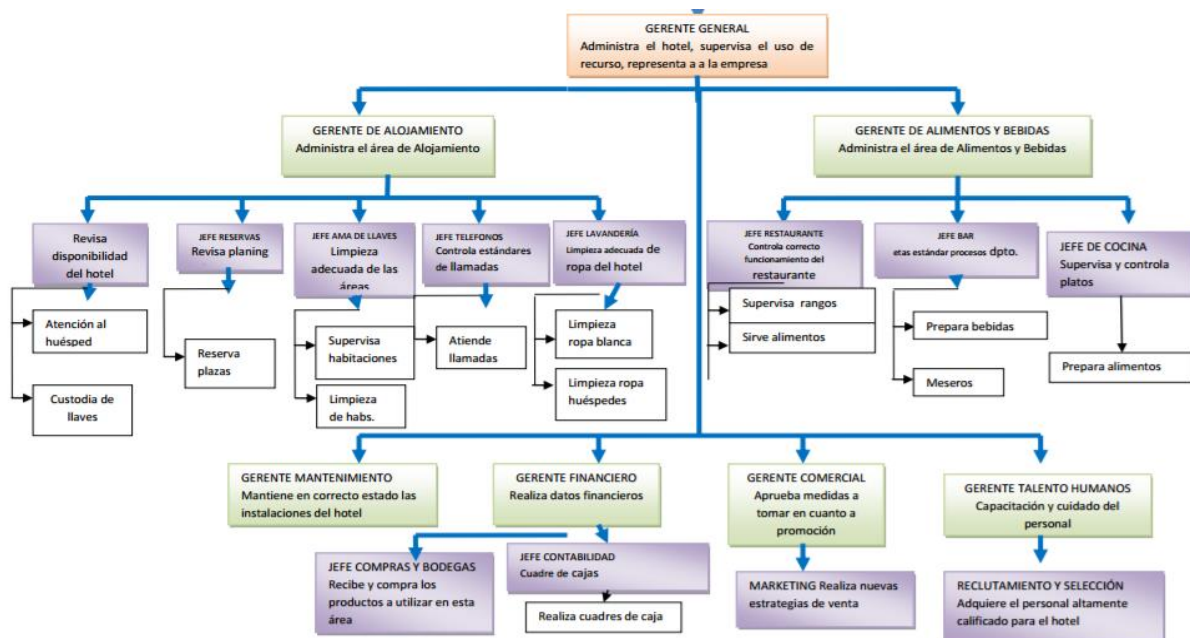 GERENTE GENERAL
Administra el hotel, supervisa el uso de
recurso, representa a a la empresa
GERENTE DE ALOJAMIENTO
Administra el área de Alojamiento
GERENTE DE ALIMENTOS Y BEBIDAS
Administra el área de Alimentos y Bebidas
Revisa
disponibilidad
del hotel
JEFE RESERVAS
Revisa planing
JEFE AMA DE LLAVES
Limpieza
adecuada de las
áreas
JEFE TELEFONOS
Controla estándares
de llamadas
JEFE LAVANDERÍA
Limpieza adecuada de
ropa del hotel
JEFE RESTAURANTE
Controla correcto
funcionamiento del
restaurante
JEFE BAR
etas estándar procesos dpto.
JEFE DE COCINA
Supervisa y controla
platos
Atención al
huésped
Custodia de
llaves
Reserva
plazas
Supervisa
habitaciones
Limpieza
de habs.
Atiende
llamadas
Limpieza
ropa blanca
Limpieza ropa
huéspedes
Supervisa rangos
Sirve alimentos
Prepara bebidas
Meseros
Prepara alimentos
GERENTE MANTENIMIENTO
Mantiene en correcto estado las
instalaciones del hotel
GERENTE FINANCIERO
Realiza datos financieros
GERENTE COMERCIAL
Aprueba medidas a
tomar en cuanto a
promoción
GERENTE TALENTO HUMANOS
Capacitación y cuidado del
personal
JEFE COMPRAS Y BODEGAS
Recibe y compra los
productos a utilizar en esta
área
JEFE CONTABILIDAD
Cuadre de cajas
Realiza cuadres de caja
MARKETING Realiza nuevas
estrategias de venta
RECLUTAMIENTO Y SELECCIÓN
Adquiere el personal altamente
calificado para el hotel